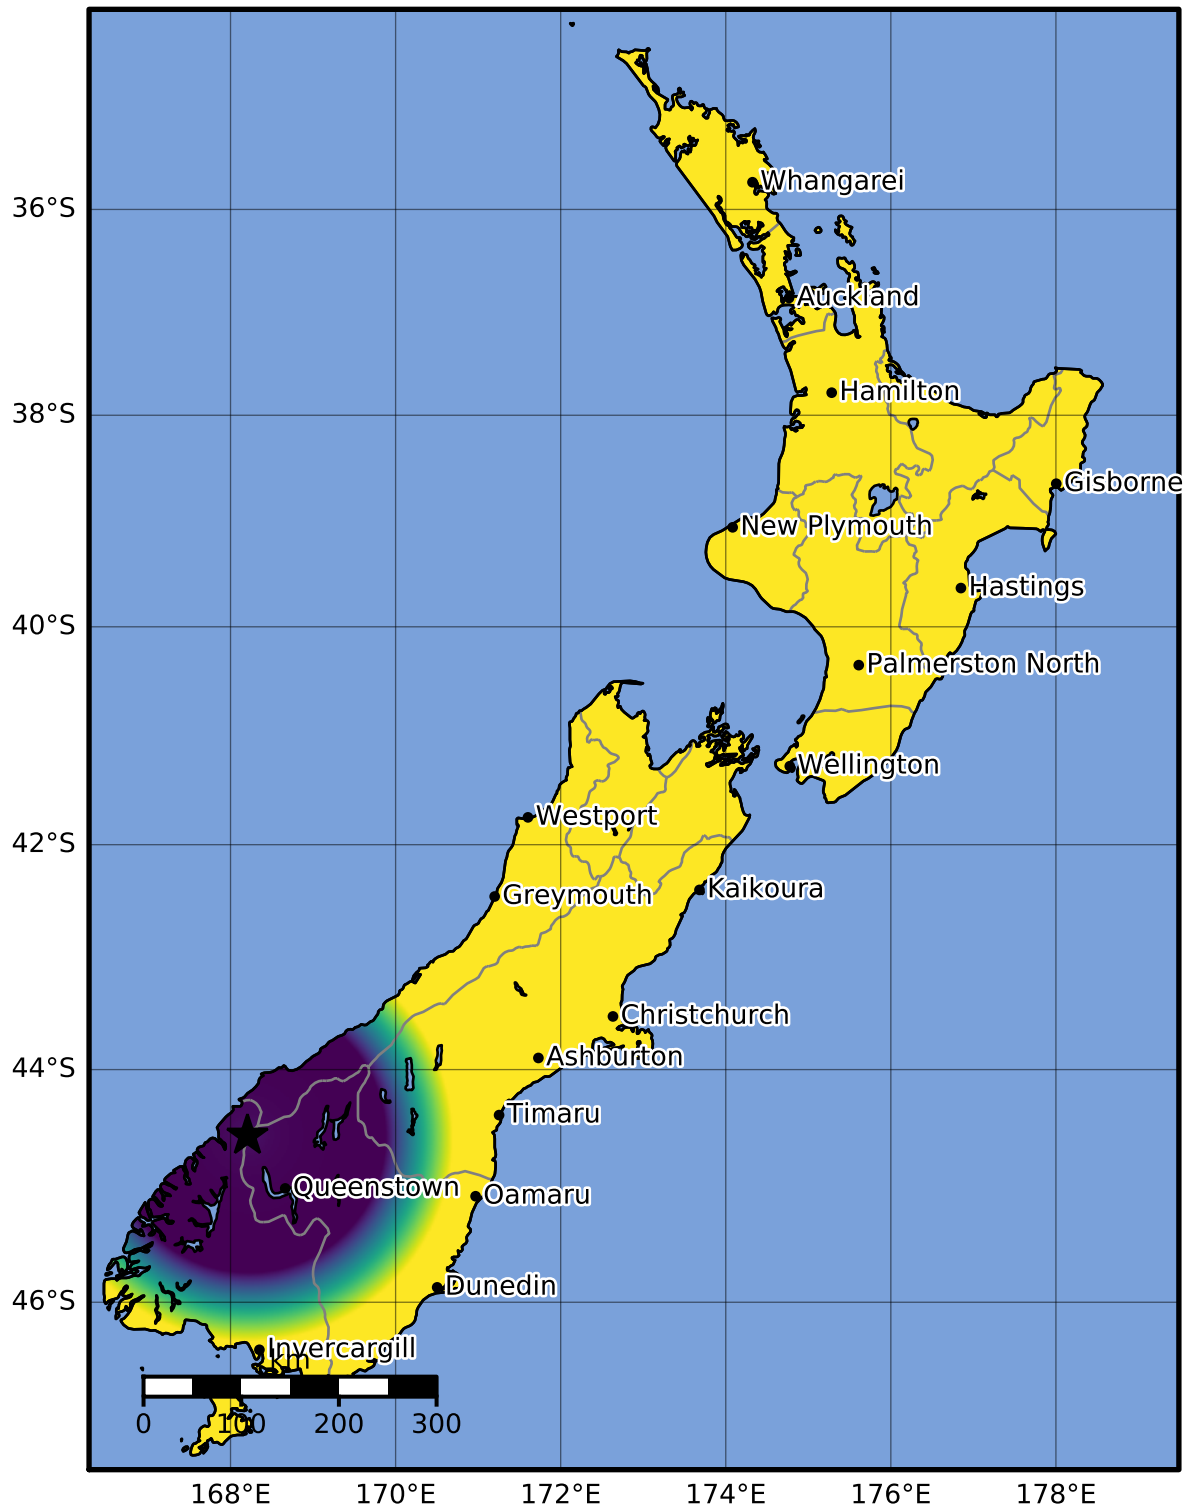 Whangarei
36°S
Auckland
Hamilton
38°S
Gisborne
New Plymouth
Hastings
40°S
Palmerston North
Wellington
Westport
42°S
Kaikoura
Greymouth
Christchurch
Ashburton
44°S
Timaru
Queenstown
Oamaru
Dunedin
46°S
Invercargill
km
0 100 200 300
168°E 170°E 172°E 174°E 176°E 178°E